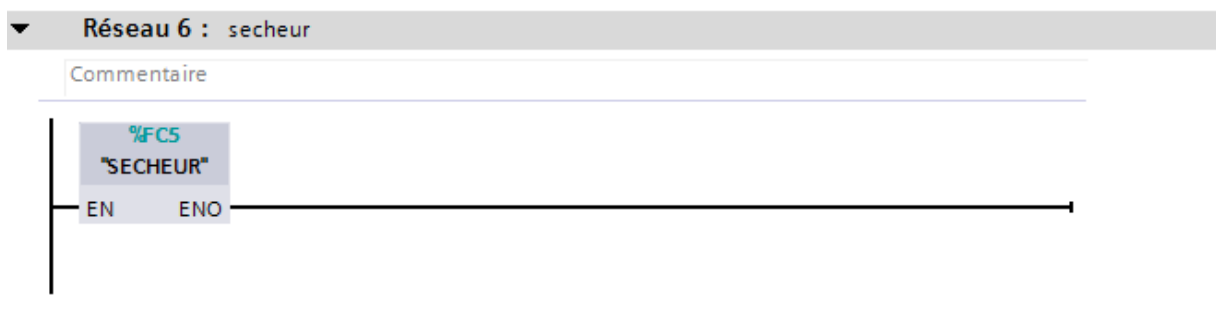 Réseau 6 : secheur
Commentaire
%FC5
"SECHEUR"
EN ENO